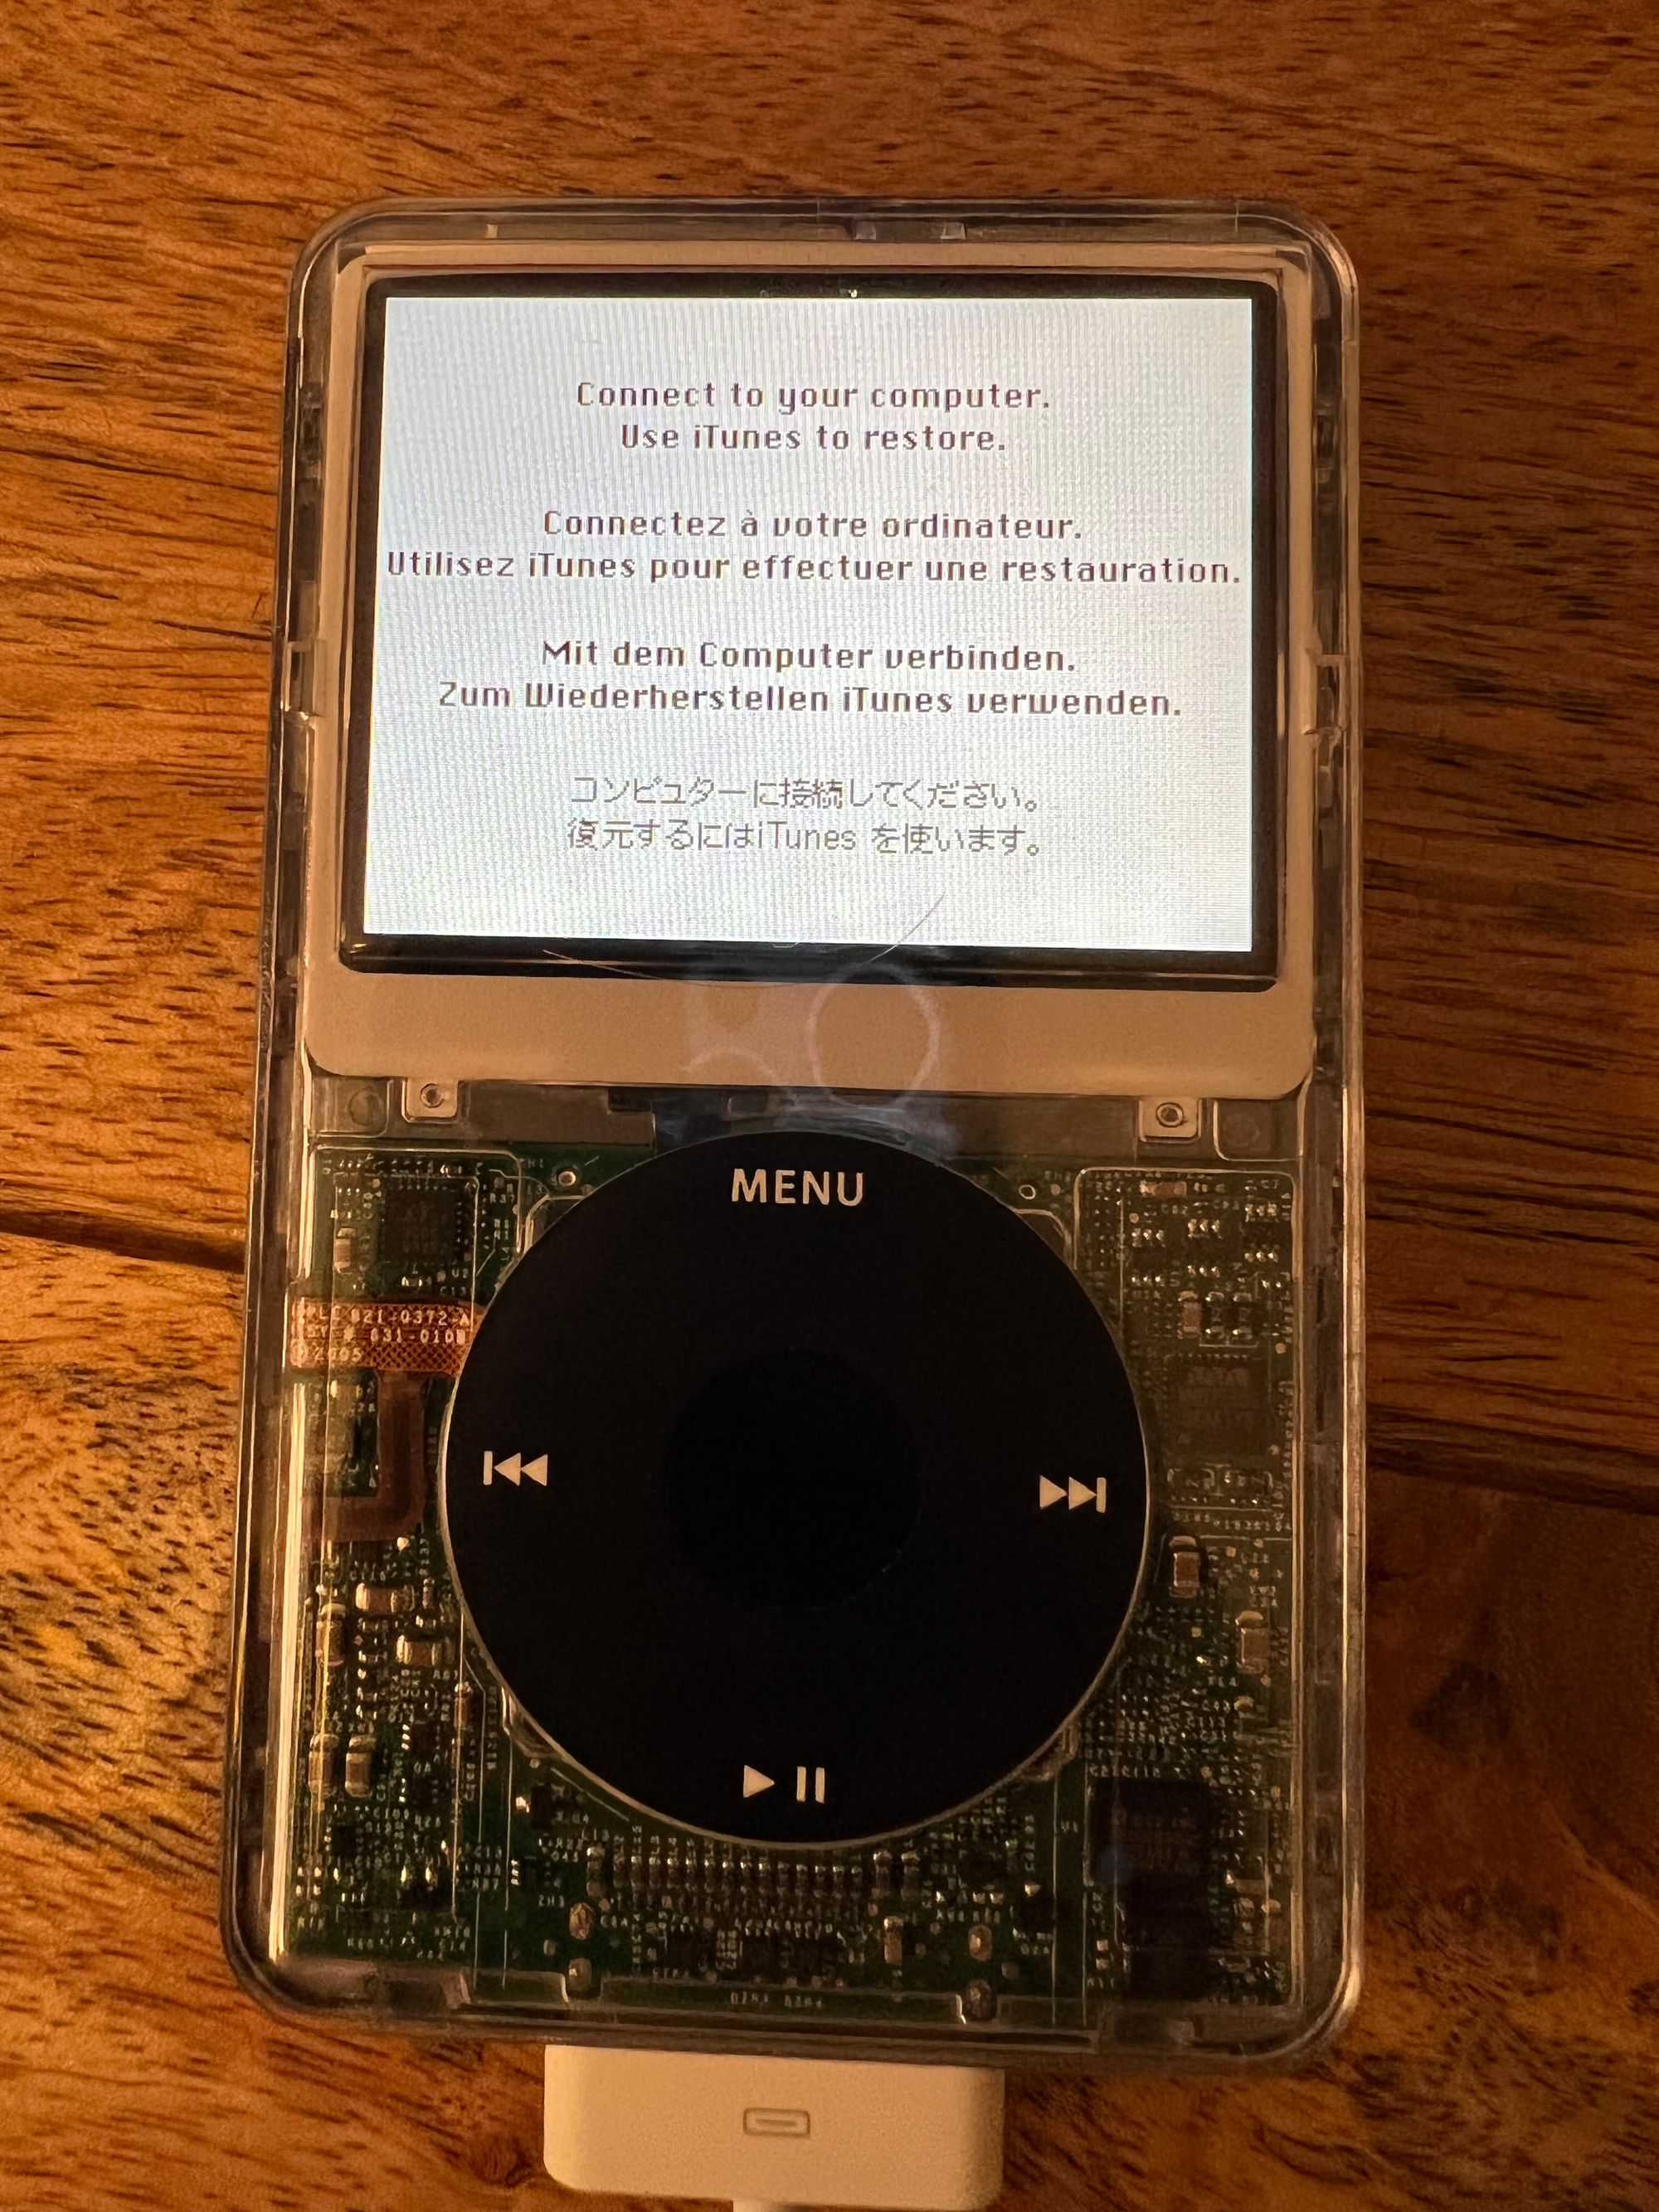 Connect to your computer.
Use iTunes to restore.
Connectez à votre ordinateur.
Utilisez iTunes pour effectuer une restauration.
Mit dem Computer verbinden.
Zum Wiederherstellen iTunes verwenden.
コンピュターに接続してください。
復元するにはiTunes を使います。
MENU
821-0372-A